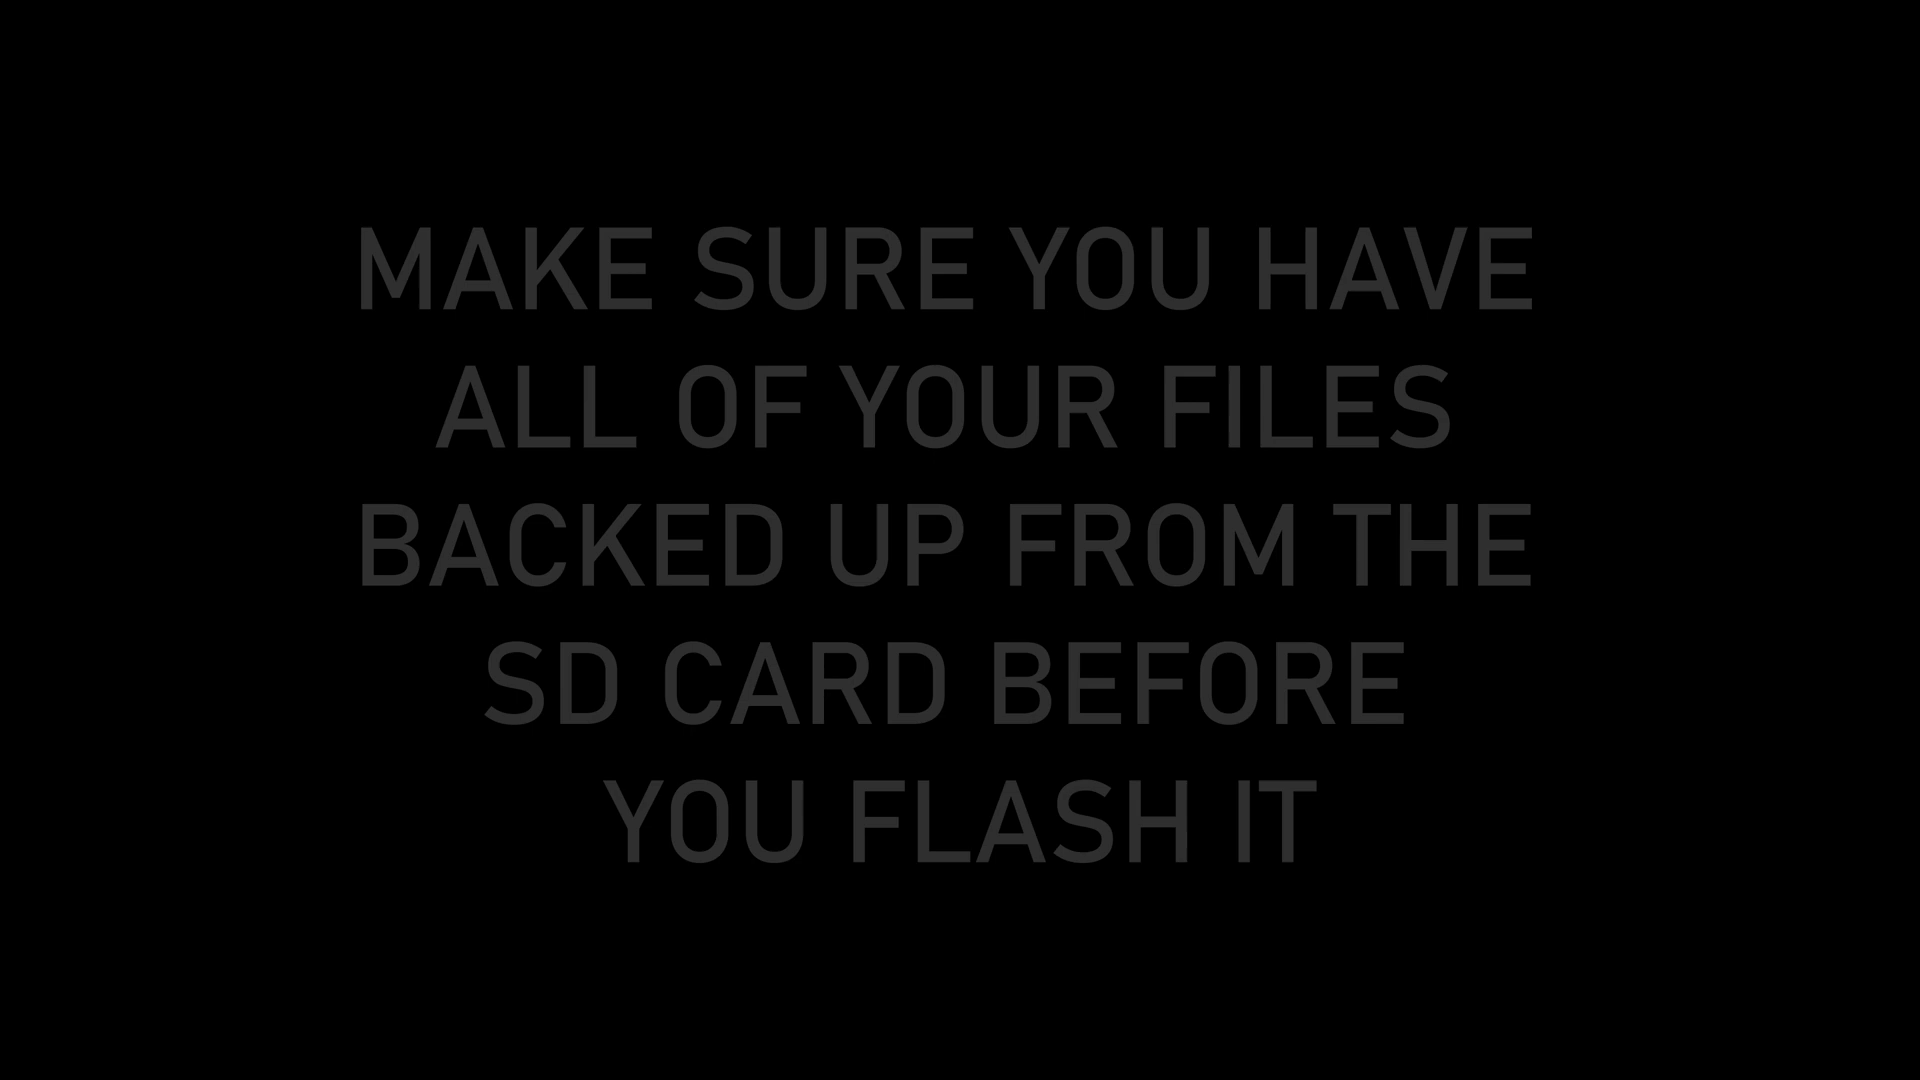 MAKE SURE YOU HAVE
ALL OF YOUR FILES
BACKED UP FROM THE
SD CARD BEFORE
YOU FLASH IT